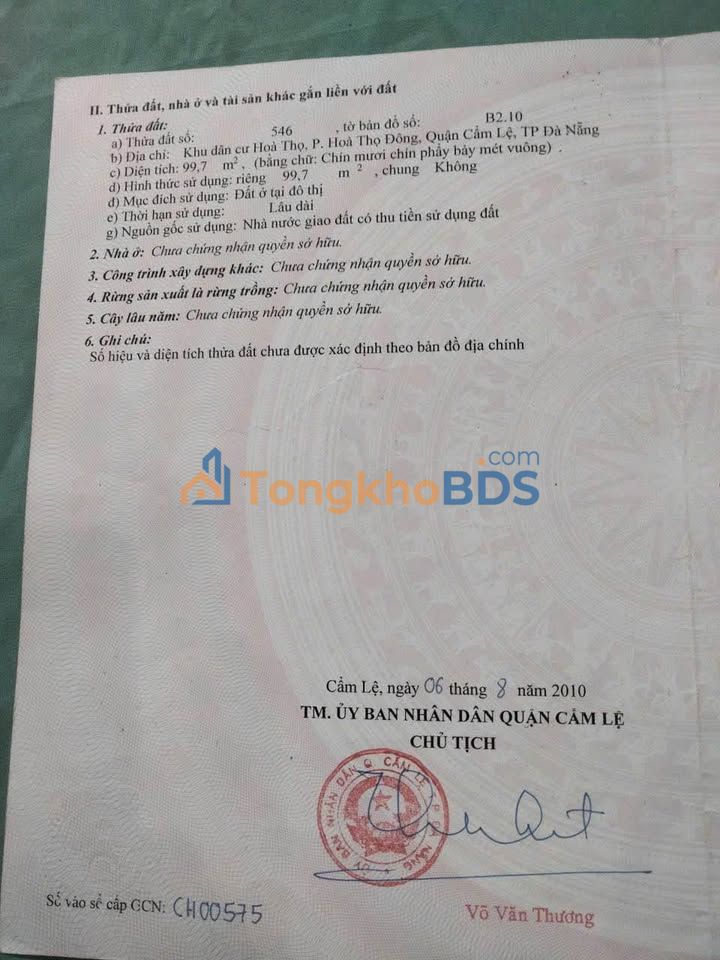 II. Thửa đất, nhà ở và tài sản khác gắn liền với đất
1. Thửa đất:
a) Thửa đất số: 546 , tờ bản đồ số: B2.10
b) Địa chỉ: Khu dân cư Hoà Thọ, P. Hoà Thọ Đông, Quận Cẩm Lệ, TP Đà Nẵng
c) Diện tích: 99,7 m2, (bằng chữ: Chín mươi chín phẩy bảy mét vuông) .
d) Hình thức sử dụng: riêng 99,7 m 2 , chung Không
đ) Mục đích sử dụng: Đất ở tại đô thị
e) Thời hạn sử dụng: Lâu dài
g) Nguồn gốc sử dụng: Nhà nước giao đất có thu tiền sử dụng đất
2. Nhà ở: Chưa chứng nhận quyền sở hữu.
3. Công trình xây dựng khác: Chưa chứng nhận quyền sở hữu.
4. Rừng sản xuất là rừng trồng: Chưa chứng nhận quyền sở hữu.
5. Cây lâu năm: Chưa chứng nhận quyền sở hữu.
6. Ghi chú:
Số hiệu và diện tích thửa đất chưa được xác định theo bản đồ địa chính
TongkhoBDS.com
Cẩm Lệ, ngày 06 tháng 8 năm 2010
TM. ỦY BAN NHÂN DÂN QUẬN CẨM LỆ
CHỦ TỊCH
ỦY BAN NHÂN DÂN Q. CẨM LỆ T.P ĐÀ NẴNG
Số vào sổ cấp GCN: CH00575
Võ Văn Thương